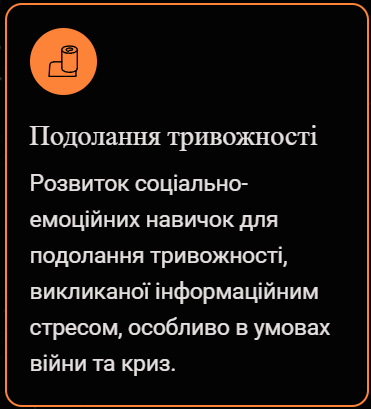 Подолання тривожності
Розвиток соціально-
емоційних навичок для
подолання тривожності,
викликаної інформаційним
стресом, особливо в умовах
війни та криз.